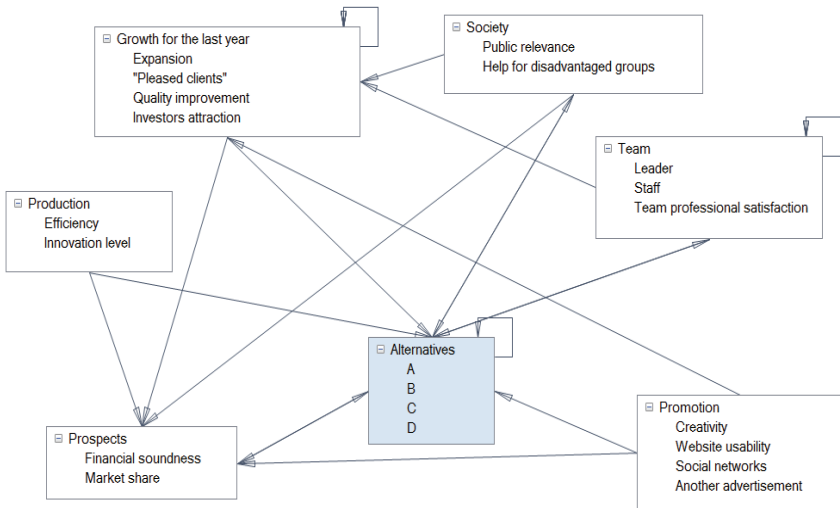 Growth for the last year
Expansion
"Pleased clients"
Quality improvement
Investors attraction
Society
Public relevance
Help for disadvantaged groups
Team
Leader
Staff
Team professional satisfaction
Production
Efficiency
Innovation level
Alternatives
A
B
C
D
Prospects
Financial soundness
Market share
Promotion
Creativity
Website usability
Social networks
Another advertisement